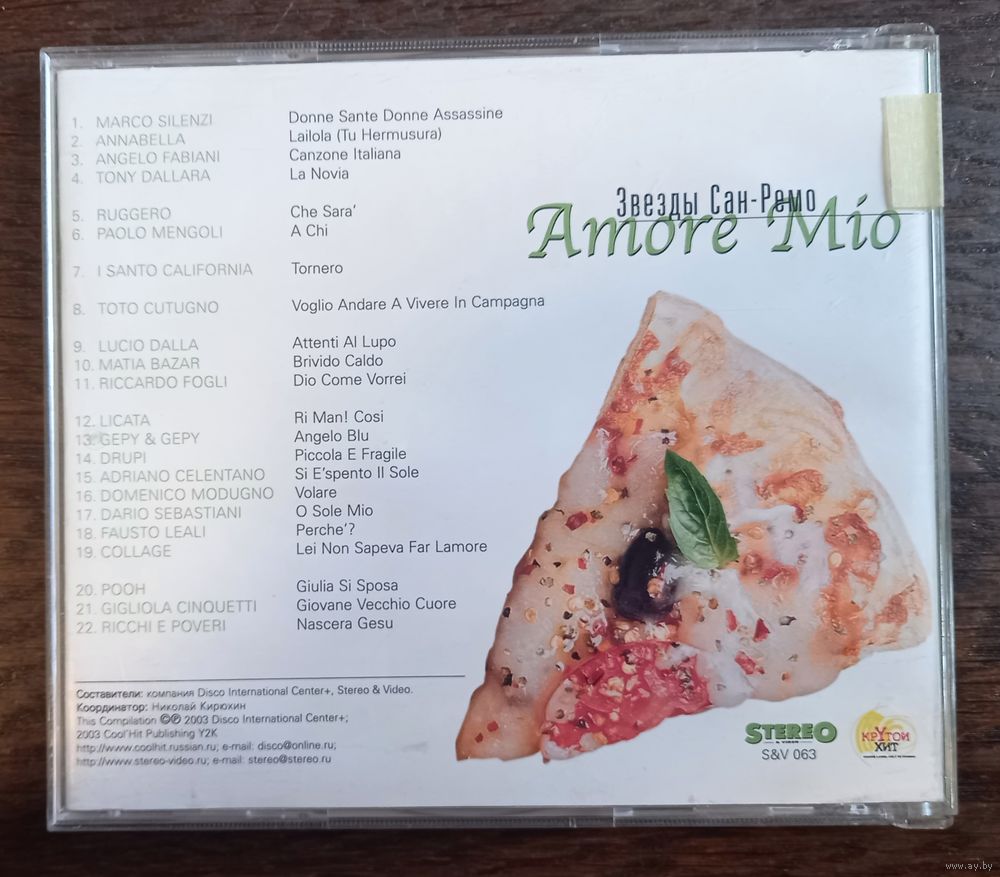 1. MARCO SILENZI Donne Sante Donne Assassine
2. ANNABELLA Lailola (Tu Hermusura)
3. ANGELO FABIANI Canzone Italiana
4. TONY DALLARA La Novia
5. RUGGERO Che Sara'
6. PAOLO MENGOLI A Chi
7. I SANTO CALIFORNIA Tornero
8. TOTO CUTUGNO Voglio Andare A Vivere In Campagna
9. LUCIO DALLA Attenti Al Lupo
10. MATIA BAZAR Brivido Caldo
11. RICCARDO FOGLI Dio Come Vorrei
12. LICATA Ri Man! Cosi
13. GEPY & GEPY Angelo Blu
14. DRUPI Piccola E Fragile
15. ADRIANO CELENTANO Si E'spento Il Sole
16. DOMENICO MODUGNO Volare
17. DARIO SEBASTIANI O Sole Mio
18. FAUSTO LEALI Perche'?
19. COLLAGE Lei Non Sapeva Far Lamore
20. POOH Giulia Si Sposa
21. GIGLIOLA CINQUETTI Giovane Vecchio Cuore
22. RICCHI E POVERI Nascera Gesu
Звезды Сан-Ремо
Amore Mio
Составители: компания Disco International Center+, Stereo & Video.
Координатор: Николай Кирюхин
This Compilation ©℗ 2003 Disco International Center+;
2003 Cool'Hit Publishing Y2K
http://www.coolhit.russian.ru; e-mail: disco@online.ru;
http://www.stereo-video.ru; e-mail: stereo@stereo.ru
STEREO
& VIDEO
S&V 063
КРУТОЙ
ХИТ
www.ay.by